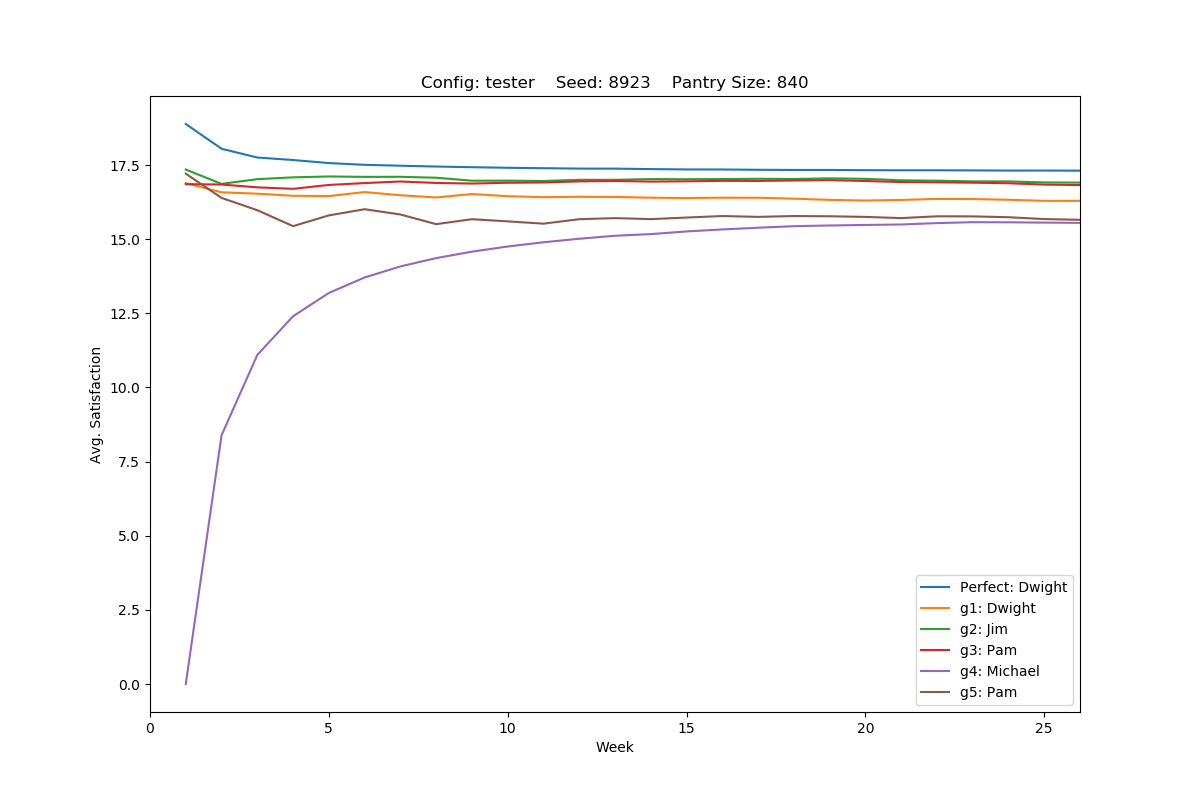 Config: tester    Seed: 8923    Pantry Size: 840
Avg. Satisfaction
17.5
15.0
12.5
10.0
7.5
5.0
2.5
0.0
0
5
10
15
20
25
Week
Perfect: Dwight
g1: Dwight
g2: Jim
g3: Pam
g4: Michael
g5: Pam